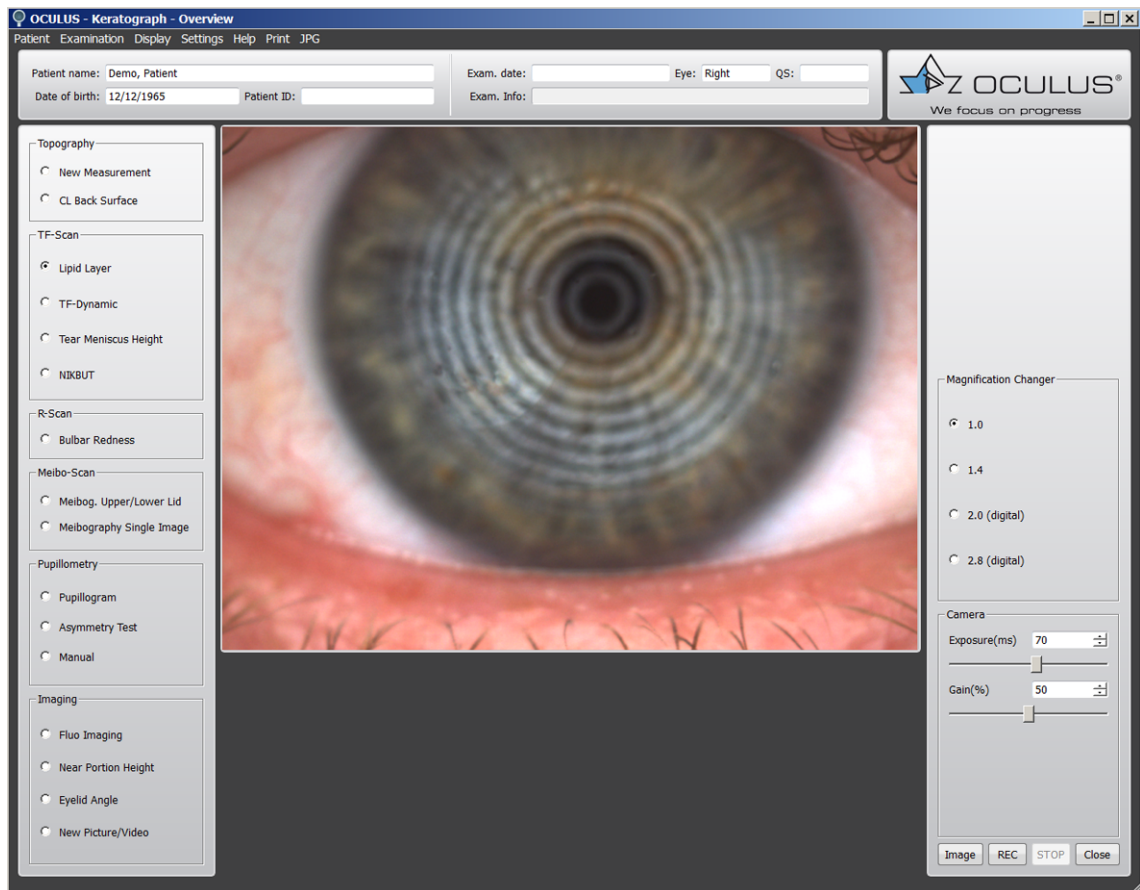 OCULUS - Keratograph - Overview
Patient Examination Display Settings Help Print JPG
Patient name: Demo, Patient
Date of birth: 12/12/1965 Patient ID:
Exam. date: Eye: Right QS:
Exam. Info:
OCULUS®
We focus on progress
Topography
New Measurement
CL Back Surface
TF-Scan
Lipid Layer
TF-Dynamic
Tear Meniscus Height
NIKBUT
R-Scan
Bulbar Redness
Meibo-Scan
Meibog. Upper/Lower Lid
Meibography Single Image
Pupillometry
Pupillogram
Asymmetry Test
Manual
Imaging
Fluo Imaging
Near Portion Height
Eyelid Angle
New Picture/Video
Magnification Changer
1.0
1.4
2.0 (digital)
2.8 (digital)
Camera
Exposure(ms) 70
Gain(%) 50
Image REC STOP Close